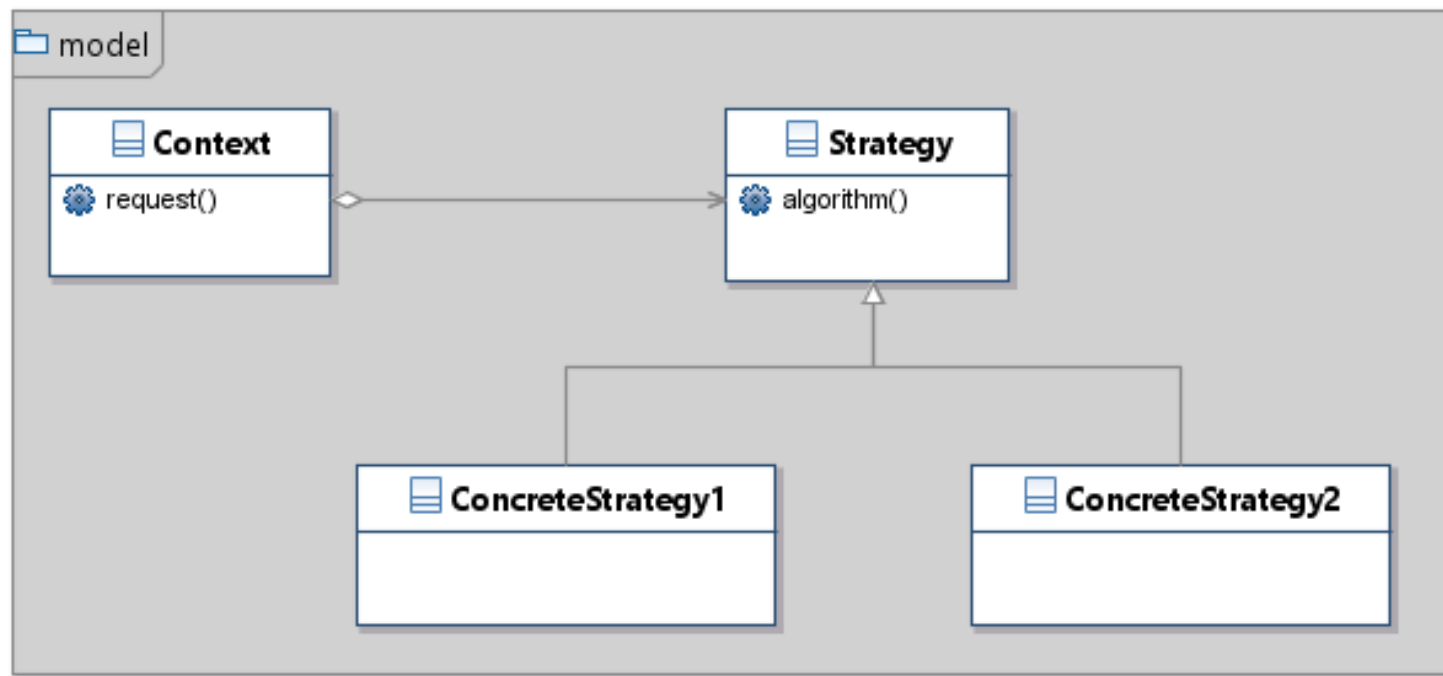 model
Context
request()
Strategy
algorithm()
ConcreteStrategy1
ConcreteStrategy2